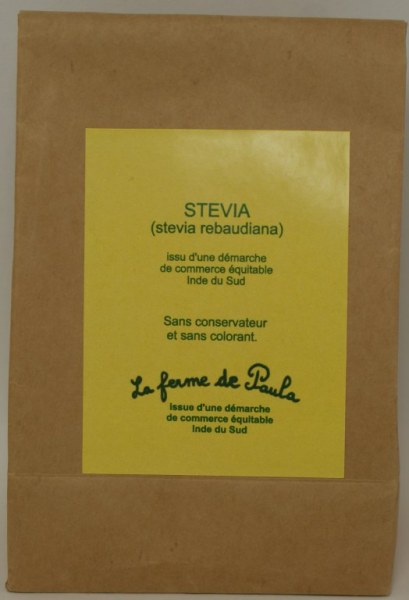 STEVIA
(stevia rebaudiana)
issu d'une démarche
de commerce équitable
Inde du Sud
Sans conservateur
et sans colorant.
La ferme de Paula
Issue d'une démarche
de commerce équitable
Inde du Sud